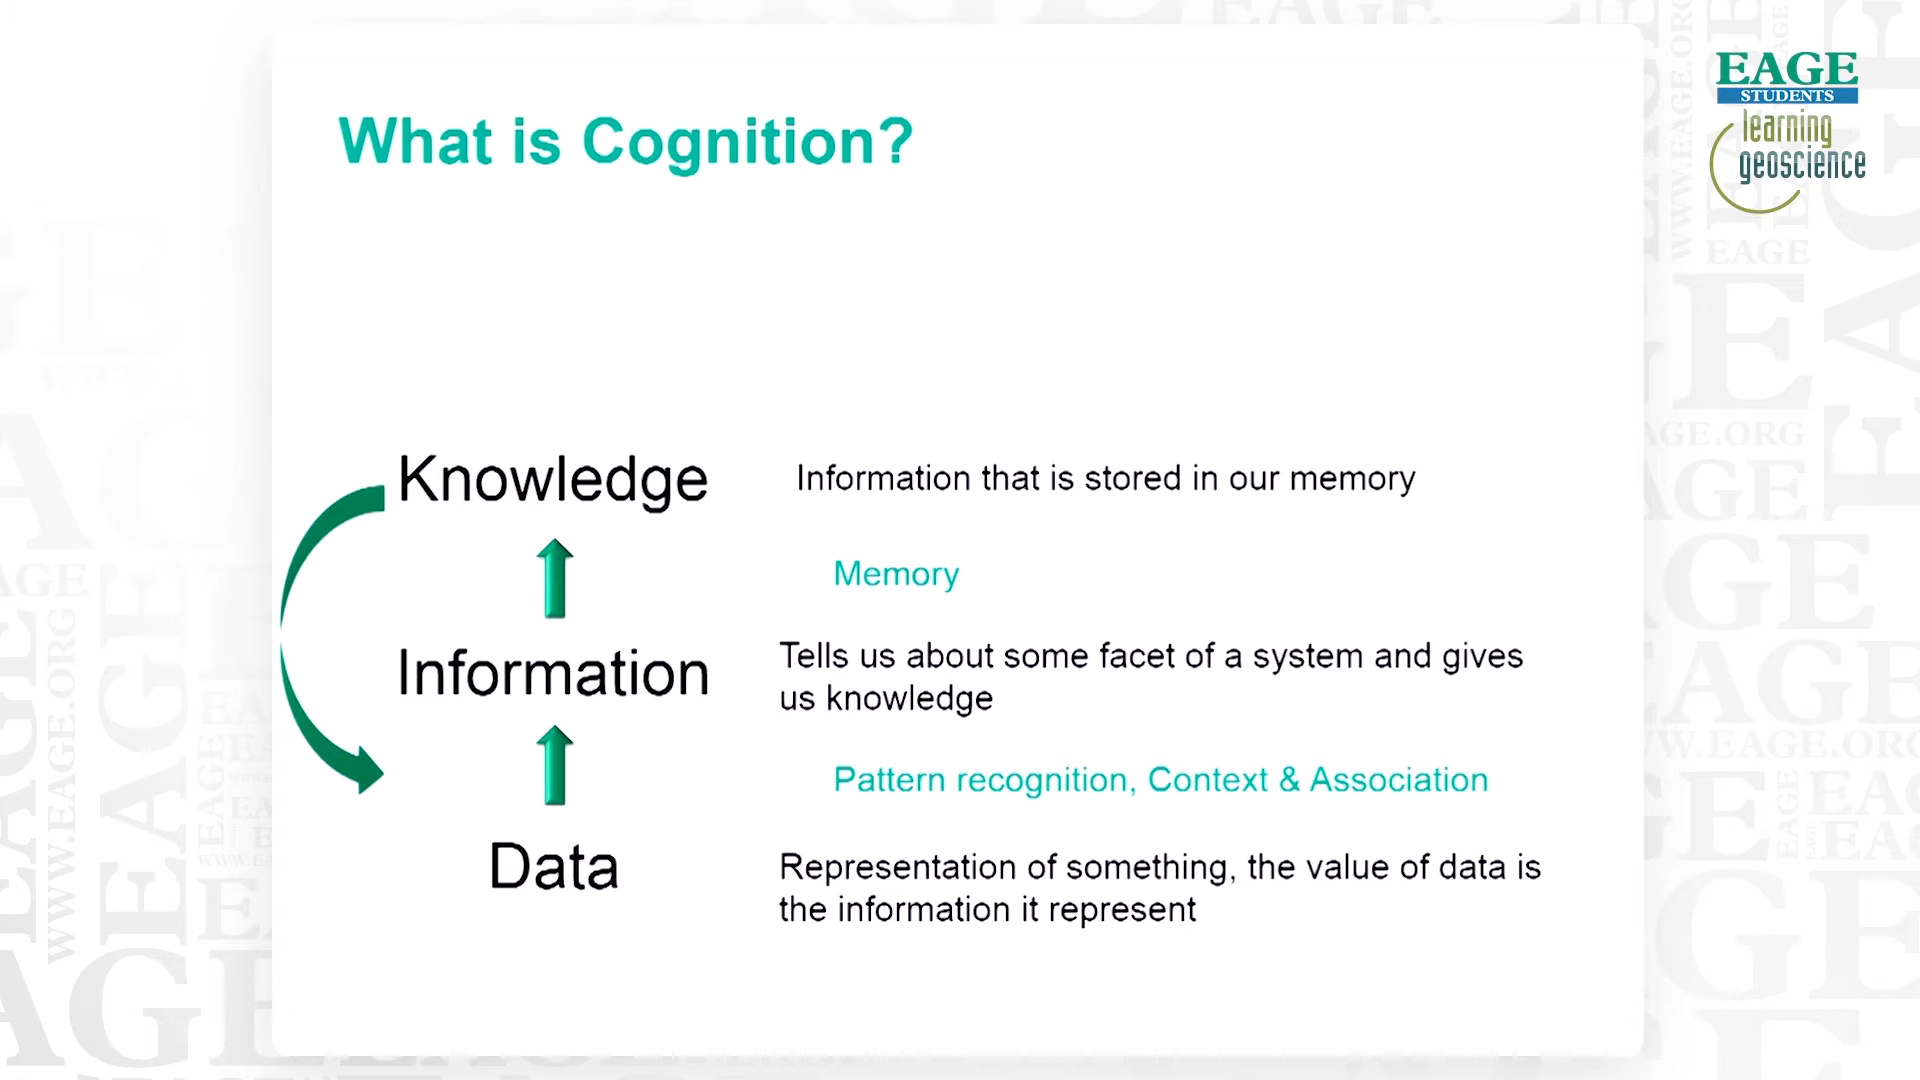 What is Cognition?
EAGE
STUDENTS
learning
geoscience
Knowledge
Information that is stored in our memory
Memory
Information
Tells us about some facet of a system and gives
us knowledge
Pattern recognition, Context & Association
Data
Representation of something, the value of data is
the information it represent